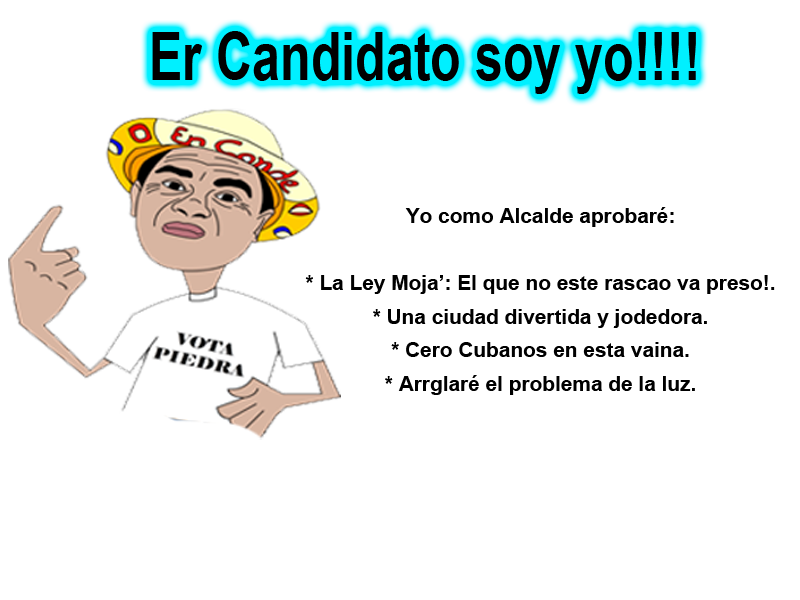 Er Candidato soy yo!!!!
En Conde
Yo como Alcalde aprobaré:
* La Ley Moja’: El que no este rascao va preso!.
* Una ciudad divertida y jodedora.
* Cero Cubanos en esta vaina.
* Arrglaré el problema de la luz.
VOTA
PIEDRA